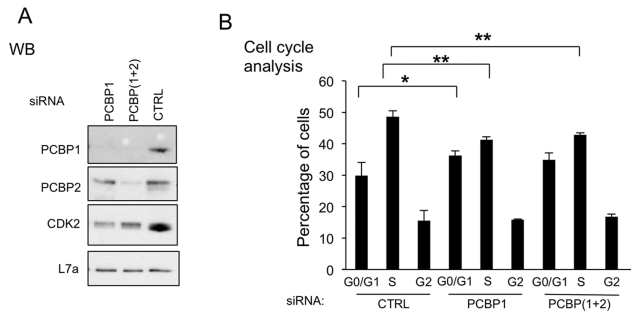 A
WB
siRNA
PCBP1
PCBP(1+2)
CTRL
PCBP1
PCBP2
CDK2
L7a
B
Cell cycle
analysis
**
**
*
Percentage of cells
60
50
40
30
20
10
0
G0/G1 S G2 G0/G1 S G2 G0/G1 S G2
siRNA: CTRL PCBP1 PCBP(1+2)